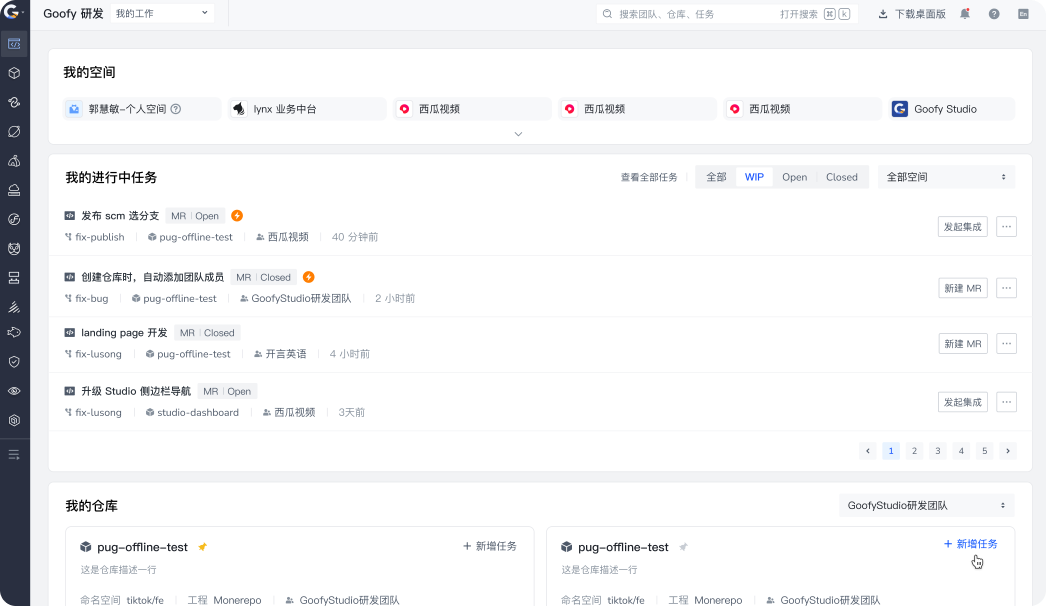 Goofy 研发 我的工作 搜索团队、仓库、任务 打开搜索 ⌘ k 下载桌面版 En
我的空间
郭慧敏-个人空间 lynx 业务中台 西瓜视频 西瓜视频 西瓜视频 Goofy Studio
我的进行中任务 查看全部任务 全部 WIP Open Closed 全部空间
发布 scm 选分支 MR Open
fix-publish pug-offline-test 西瓜视频 40 分钟前 发起集成 ...
创建仓库时，自动添加团队成员 MR Closed
fix-bug pug-offline-test GoofyStudio研发团队 2 小时前 新建 MR ...
landing page 开发 MR Closed
fix-lusong pug-offline-test 开言英语 4 小时前 新建 MR ...
升级 Studio 侧边栏导航 MR Open
fix-lusong studio-dashboard 西瓜视频 3天前 发起集成 ...
1 2 3 4 5
我的仓库 GoofyStudio研发团队
pug-offline-test + 新增任务 pug-offline-test + 新增任务
这是仓库描述一行 这是仓库描述一行
命名空间 tiktok/fe 工程 Monerepo GoofyStudio研发团队 命名空间 tiktok/fe 工程 Monerepo GoofyStudio研发团队